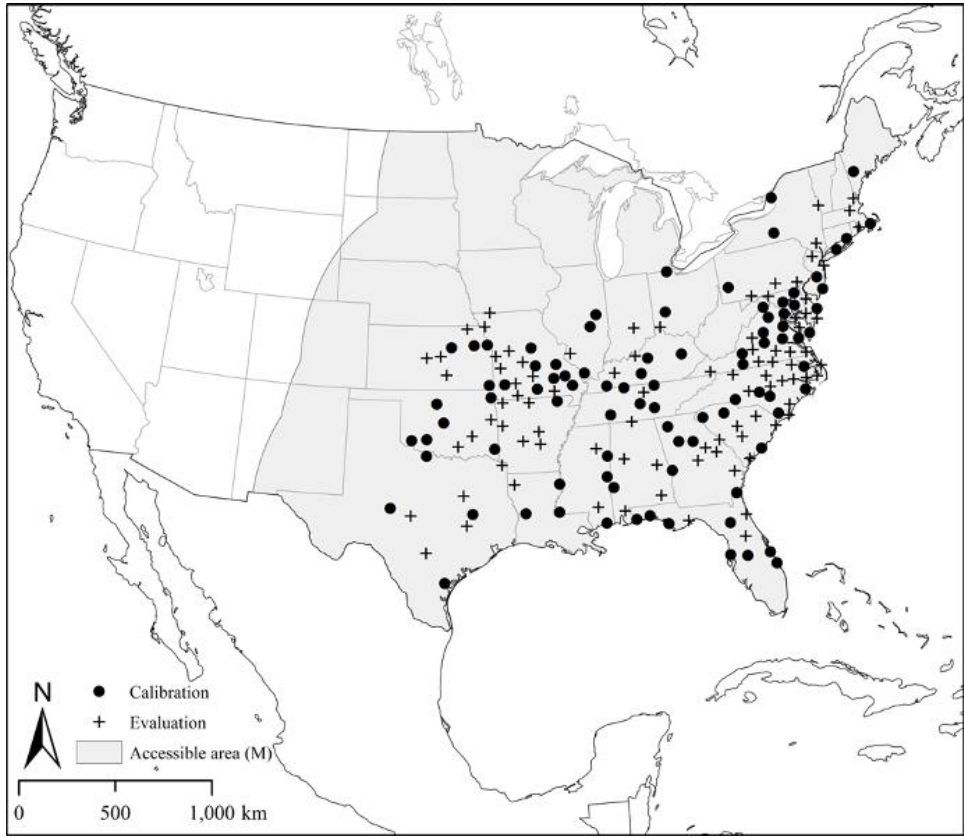 N
Calibration
Evaluation
Accessible area (M)
0 500 1,000 km